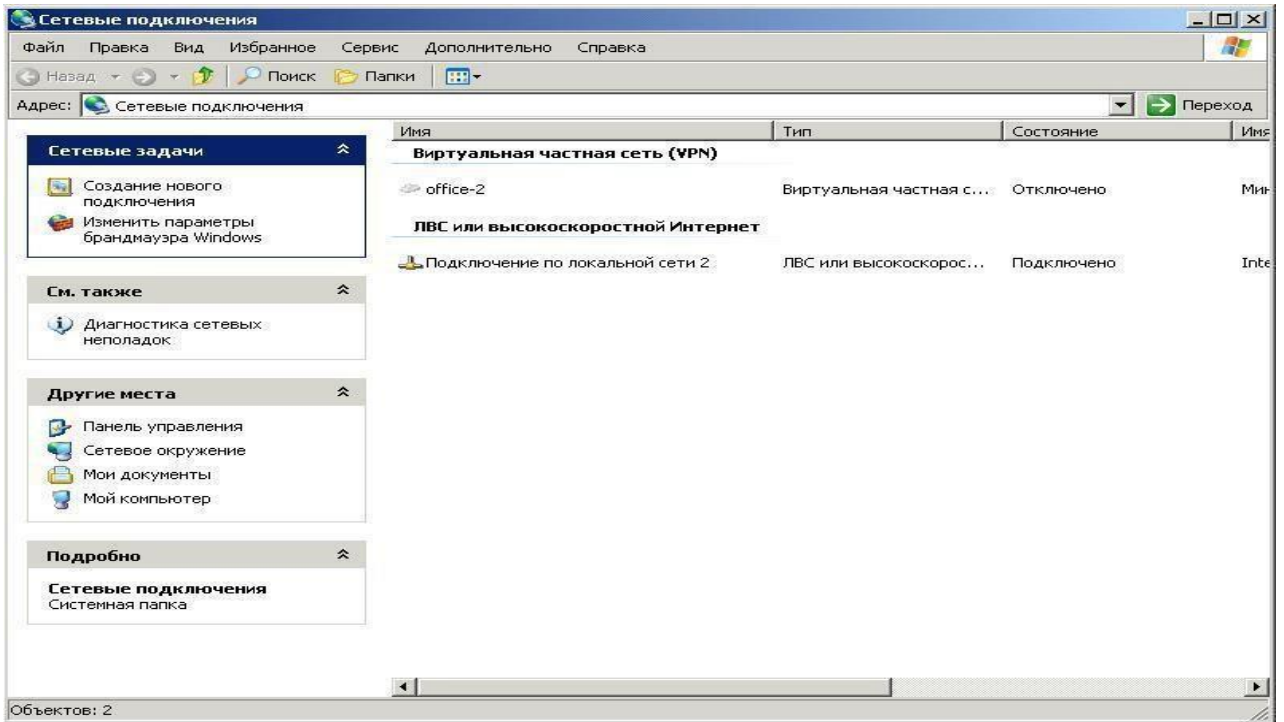 Сетевые подключения
Файл Правка Вид Избранное Сервис Дополнительно Справка
Назад Поиск Папки
Адрес: Сетевые подключения Переход
Сетевые задачи
Создание нового
подключения
Изменить параметры
брандмауэра Windows
См. также
Диагностика сетевых
неполадок
Другие места
Панель управления
Сетевое окружение
Мои документы
Мой компьютер
Подробно
Сетевые подключения
Системная папка
Имя Тип Состояние Имя
Виртуальная частная сеть (VPN)
office-2 Виртуальная частная с... Отключено Мин
ЛВС или высокоскоростной Интернет
Подключение по локальной сети 2 ЛВС или высокоскорос... Подключено Inte
Объектов: 2